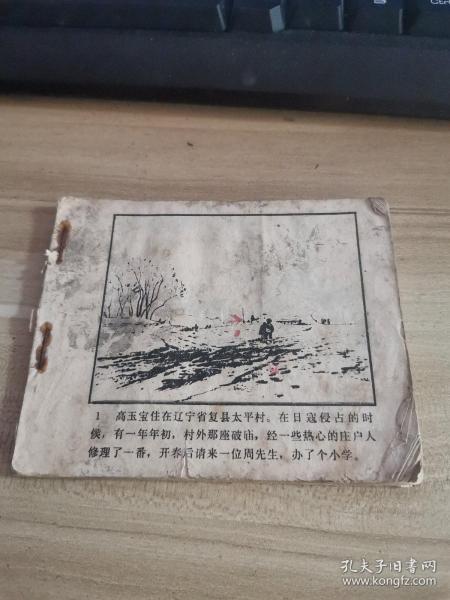 1 高玉宝住在辽宁省复县太平村。在日寇侵占的时
候，有一年年初，村外那座破庙，经一些热心的庄户人
修理了一番，开春后请来一位周先生，办了个小学。
孔夫子旧书网
www.kongfz.com